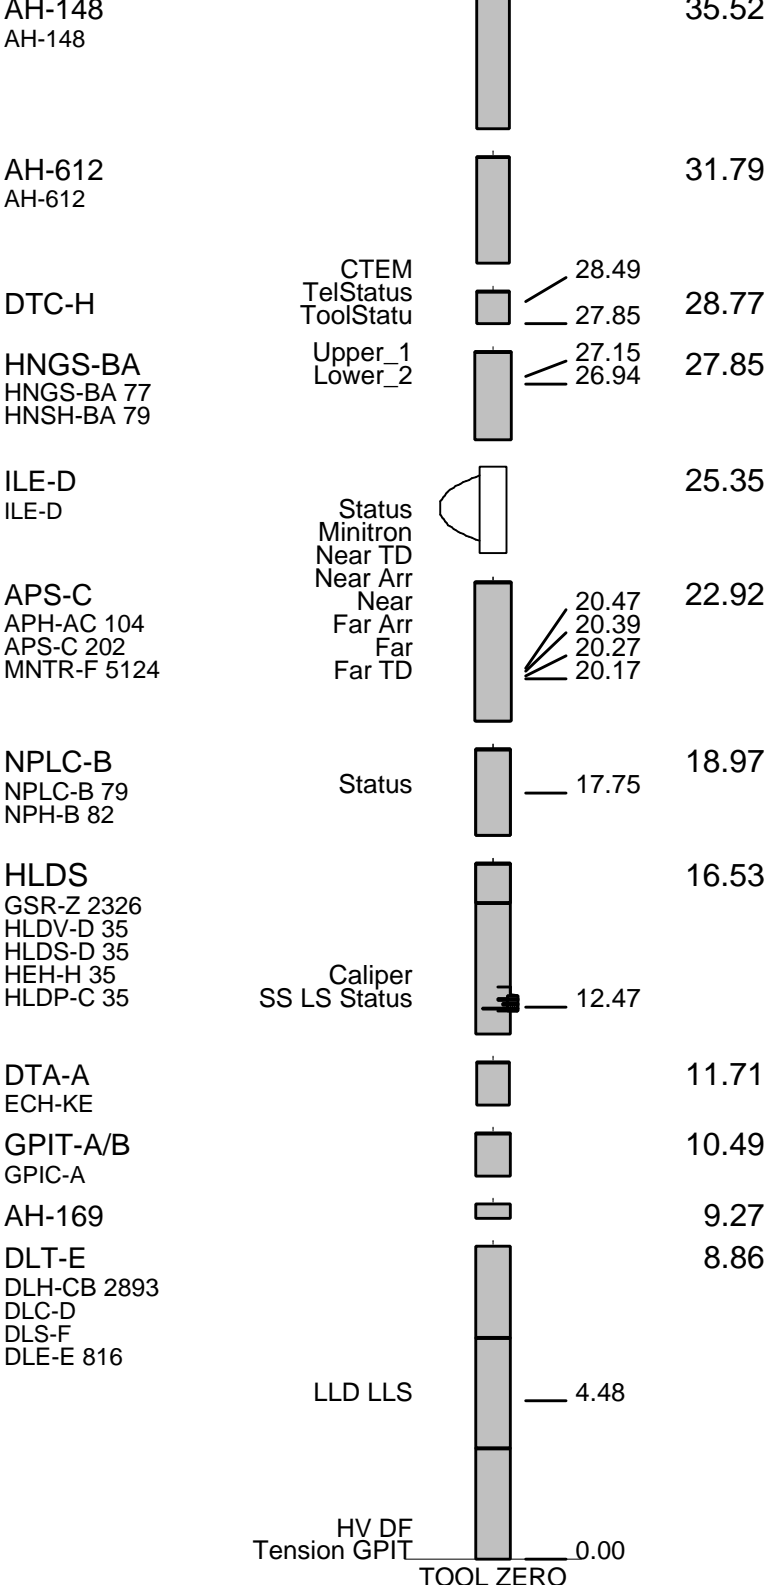 AH-148 35.52
AH-148
AH-612 31.79
AH-612
CTEM 28.49
TelStatus
DTC-H 28.77
ToolStatu 27.85
Upper_1 27.15
HNGS-BA 27.85
Lower_2 26.94
HNGS-BA 77
HNSH-BA 79
ILE-D 25.35
ILE-D Status
Minitron
Near TD
Near Arr
APS-C Near 20.47 22.92
APH-AC 104 Far Arr 20.39
APS-C 202 Far 20.27
MNTR-F 5124 Far TD 20.17
NPLC-B 18.97
NPLC-B 79 Status 17.75
NPH-B 82
HLDS 16.53
GSR-Z 2326
HLDV-D 35
HLDS-D 35
HEH-H 35 Caliper
HLDP-C 35 SS LS Status 12.47
DTA-A 11.71
ECH-KE
GPIT-A/B 10.49
GPIC-A
AH-169 9.27
DLT-E 8.86
DLH-CB 2893
DLC-D
DLS-F
DLE-E 816
LLD LLS 4.48
HV DF
Tension GPIT 0.00
TOOL ZERO